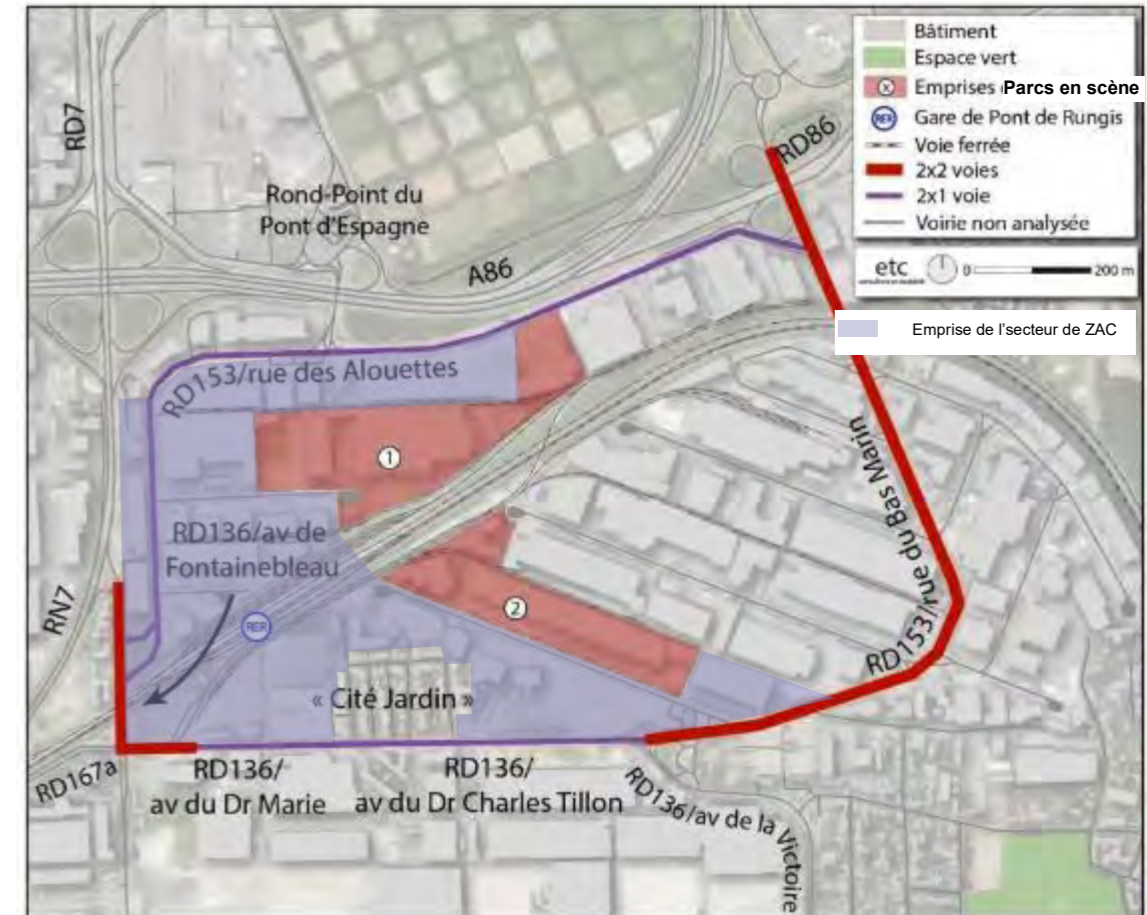 Bâtiment
Espace vert
x Emprises Parcs en scène
RER Gare de Pont de Rungis
Voie ferrée
2x2 voies
2x1 voie
Voirie non analysée
etc
0 200 m
Emprise de l'secteur de ZAC
RD7
RD86
Rond-Point du
Pont d'Espagne
A86
RD153/rue des Alouettes
1
RD153/rue du Bas Marin
RD136/av de
Fontainebleau
RN7
2
RER
« Cité Jardin »
RD167a
RD136/
av du Dr Marie
RD136/
av du Dr Charles Tillon
RD136/av de la Victoire